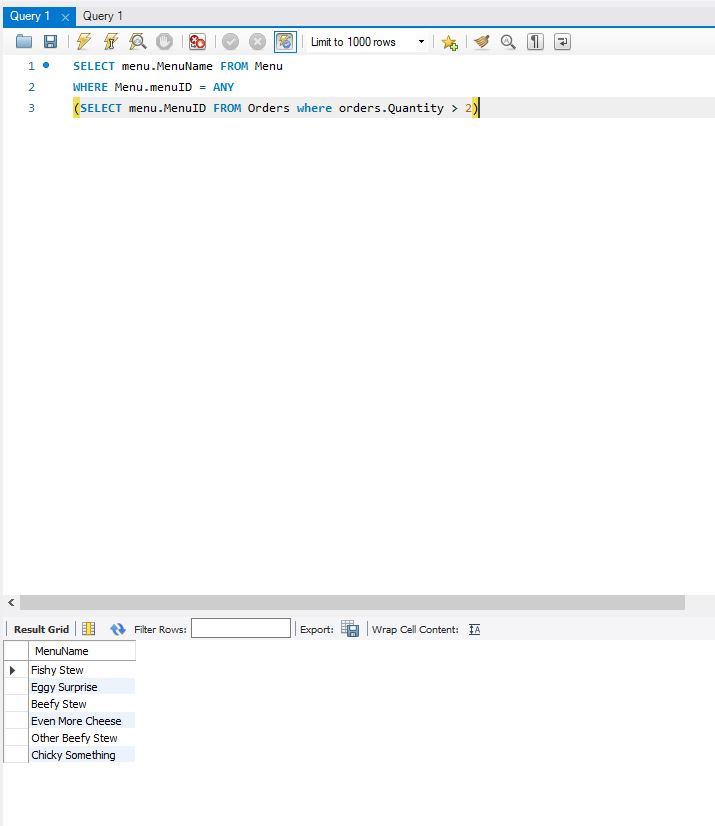 Query 1 × Query 1
Limit to 1000 rows
1 SELECT menu.MenuName FROM Menu
2 WHERE Menu.menuID = ANY
3 (SELECT menu.MenuID FROM Orders where orders.Quantity > 2)
Result Grid Filter Rows: Export: Wrap Cell Content:
MenuName
Fishy Stew
Eggy Surprise
Beefy Stew
Even More Cheese
Other Beefy Stew
Chicky Something